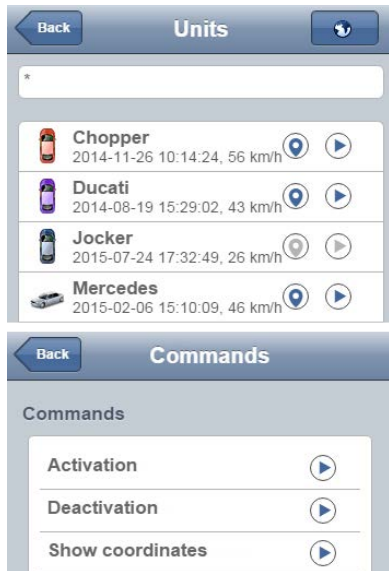 Back
Units
*
Chopper
2014-11-26 10:14:24, 56 km/h
Ducati
2014-08-19 15:29:02, 43 km/h
Jocker
2015-07-24 17:32:49, 26 km/h
Mercedes
2015-02-06 15:10:09, 46 km/h
Back
Commands
Commands
Activation
Deactivation
Show coordinates